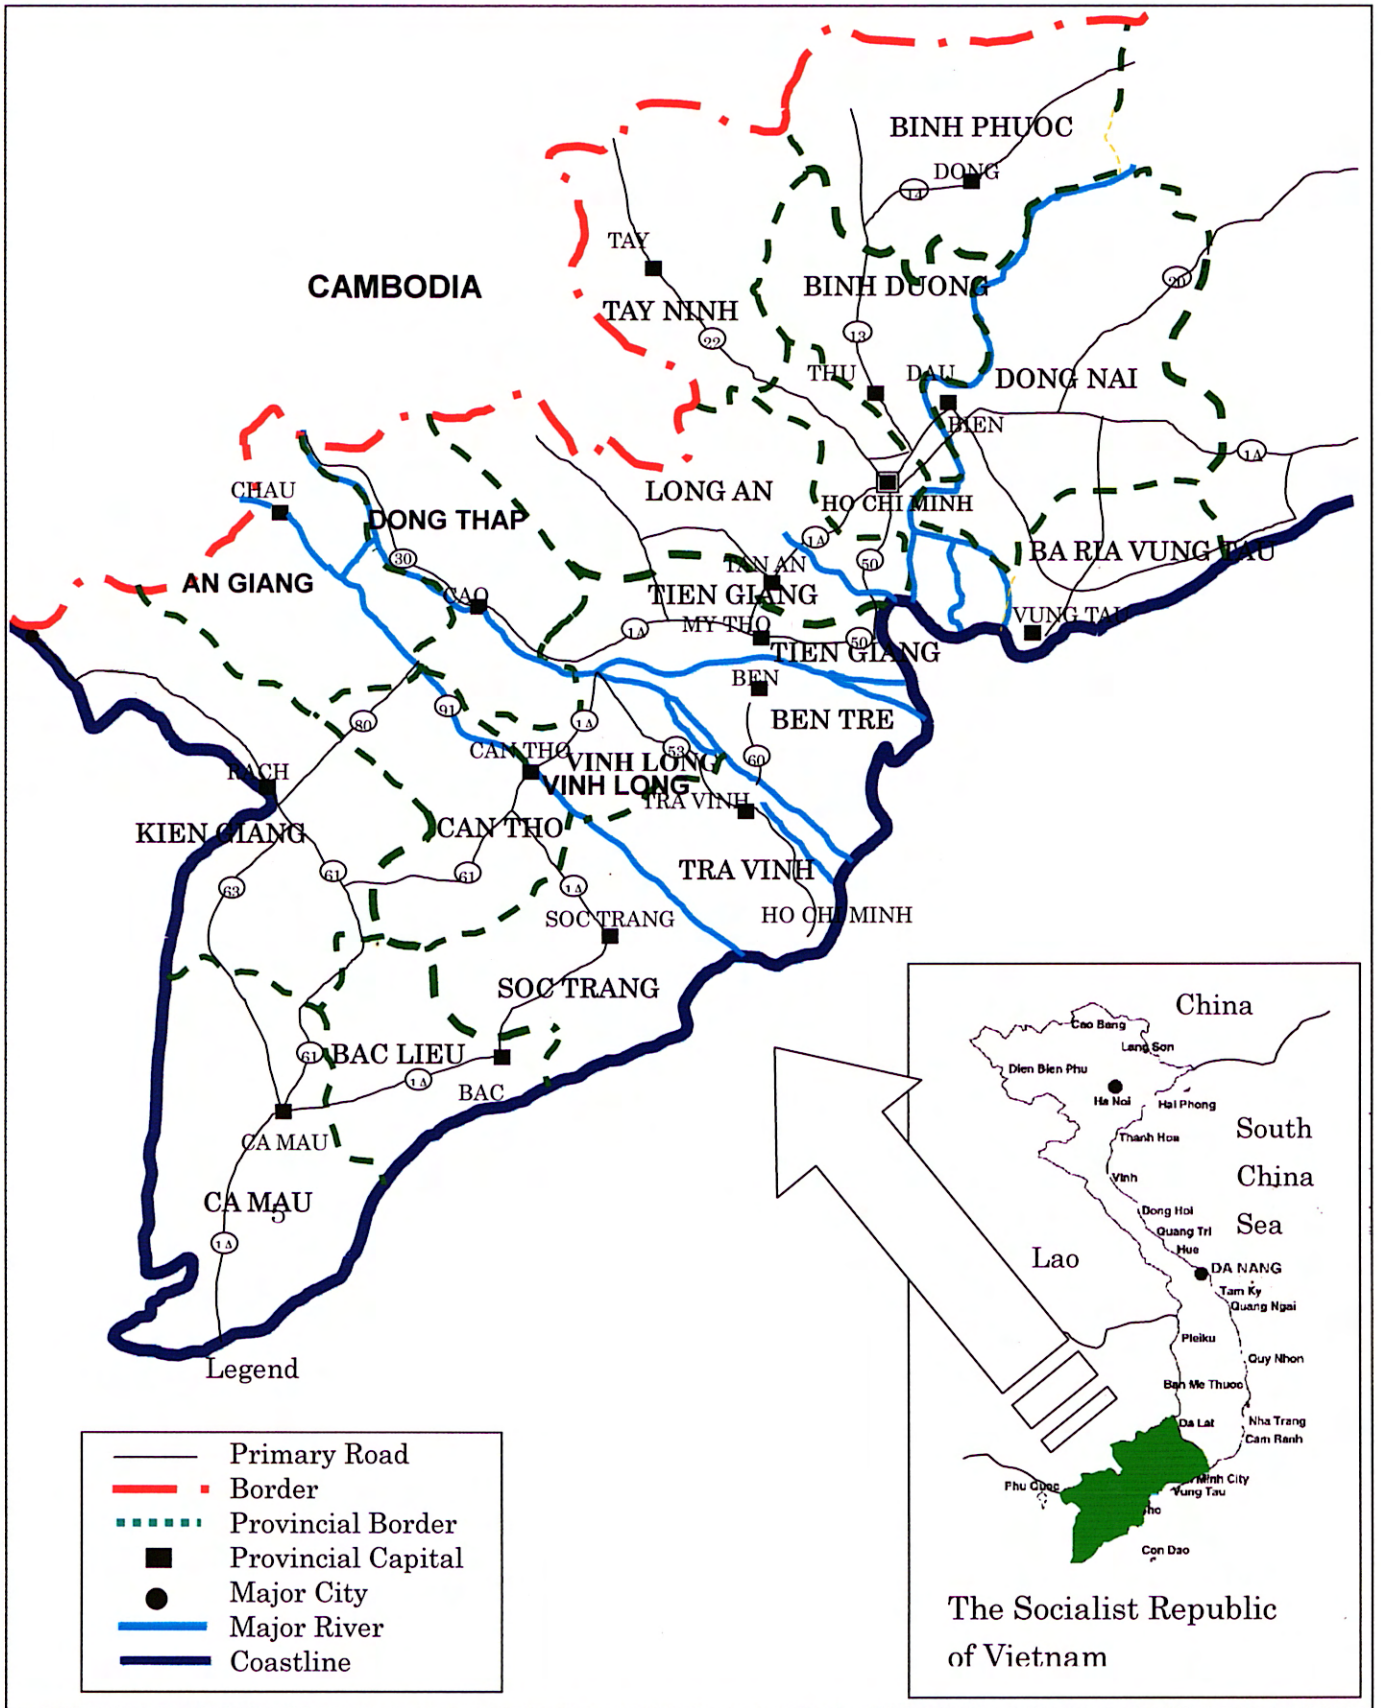 BINH PHUOC
DONG
14
TAY
CAMBODIA
BINH DUONG
20
TAY NINH
22
13
THU
DAU
DONG NAI
BIEN
1A
CHAU
LONG AN
HO CHI MINH
DONG THAP
1A
BA RIA VUNG TAU
30
50
TAN AN
AN GIANG
CAO
TIEN GIANG
VUNG TAU
1A
MY THO
50
TIEN GIANG
BEN
91
80
1A
BEN TRE
CAN THO
53
60
VINH LONG
RACH
VINH LONG
TRA VINH
KIEN GIANG
CAN THO
61
61
TRA VINH
63
1A
SOC TRANG
HO CHI MINH
SOC TRANG
61
BAC LIEU
1A
BAC
CA MAU
CA MAU
5
1A
Legend
Primary Road
Border
Provincial Border
Provincial Capital
Major City
Major River
Coastline
China
Cao Bang
Lang Son
Dien Bien Phu
Ha Noi
Hai Phong
South
Thanh Hoa
China
Vinh
Dong Hoi
Sea
Quang Tri
Hue
Lao
DA NANG
Tam Ky
Quang Ngai
Pleiku
Quy Nhon
Ban Me Thuoc
Da Lat
Nha Trang
Cam Ranh
Minh City
Phu Quoc
Vung Tau
ho
Con Dao
The Socialist Republic
of Vietnam